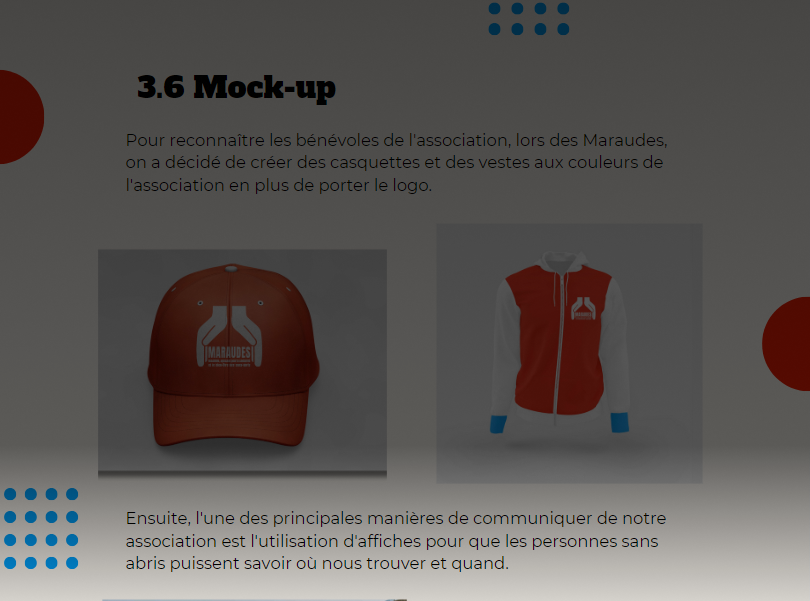 3.6 Mock-up
Pour reconnaître les bénévoles de l'association, lors des Maraudes,
on a décidé de créer des casquettes et des vestes aux couleurs de
l'association en plus de porter le logo.
MARAUDES
MARAUDES
Ensuite, l'une des principales manières de communiquer de notre
association est l'utilisation d'affiches pour que les personnes sans
abris puissent savoir où nous trouver et quand.